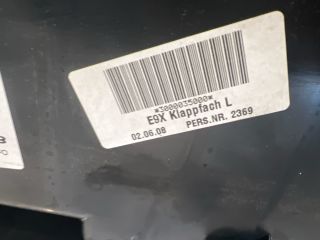 *3000035000*
E9X Klappfach L
02.06.08 PERS.NR. 2369